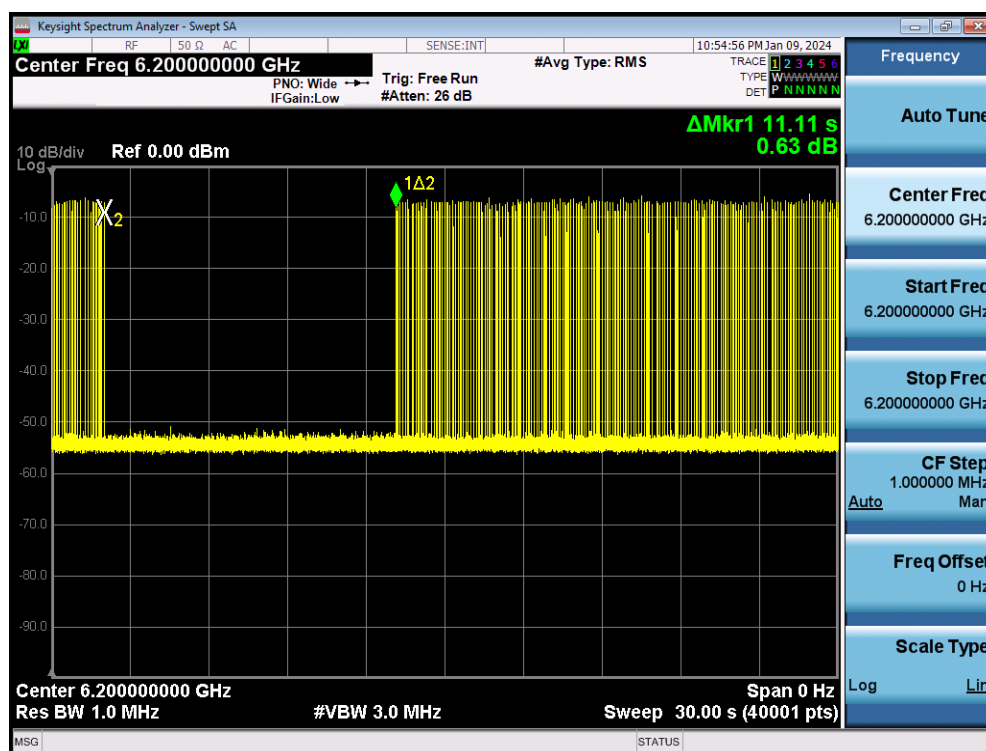 Keysight Spectrum Analyzer - Swept SA
LXI RF 50 Ω AC SENSE:INT 10:54:56 PM Jan 09, 2024
Center Freq 6.200000000 GHz
PNO: Wide
IFGain:Low
Trig: Free Run
#Atten: 26 dB
#Avg Type: RMS
TRACE 1 2 3 4 5 6
TYPE WWWWWW
DET P N N N N N
ΔMkr1 11.11 s
0.63 dB
10 dB/div
Log
Ref 0.00 dBm
1Δ2
X2
-10.0
-20.0
-30.0
-40.0
-50.0
-60.0
-70.0
-80.0
-90.0
Center 6.200000000 GHz
Span 0 Hz
Res BW 1.0 MHz
#VBW 3.0 MHz
Sweep 30.00 s (40001 pts)
MSG
STATUS
Frequency
Auto Tune
Center Freq
6.200000000 GHz
Start Freq
6.200000000 GHz
Stop Freq
6.200000000 GHz
CF Step
1.000000 MHz
Auto Man
Freq Offset
0 Hz
Scale Type
Log Lin